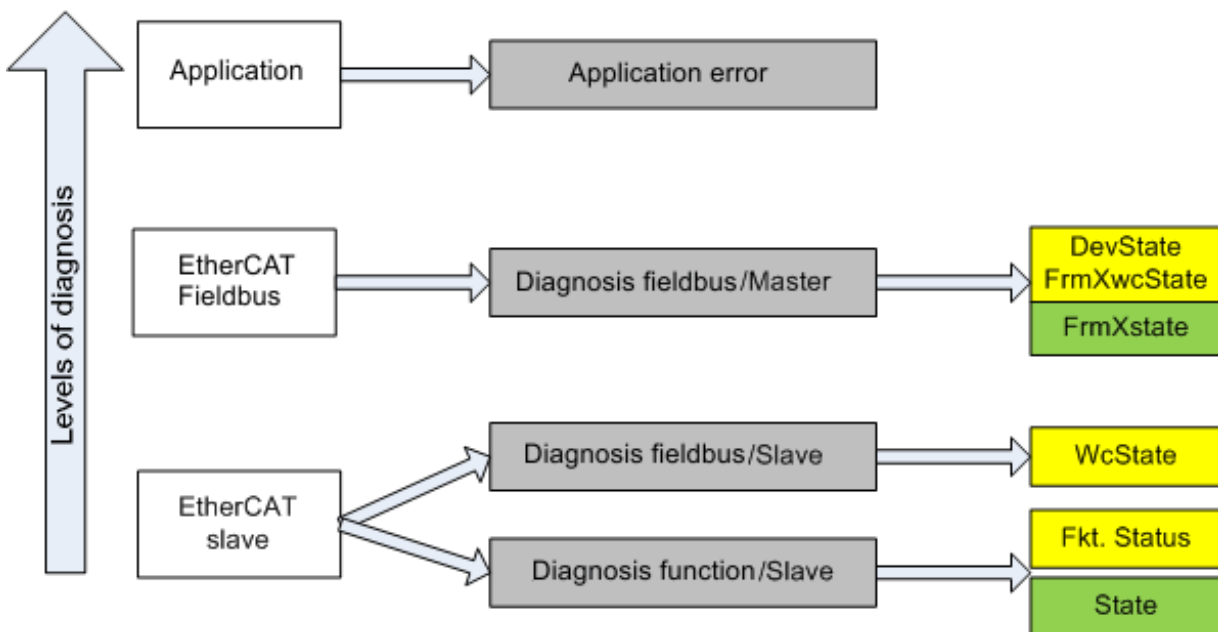 Levels of diagnosis
Application
Application error
EtherCAT
Fieldbus
Diagnosis fieldbus/Master
DevState
FrmXwcState
FrmXstate
EtherCAT
slave
Diagnosis fieldbus/Slave
WcState
Diagnosis function/Slave
Fkt. Status
State